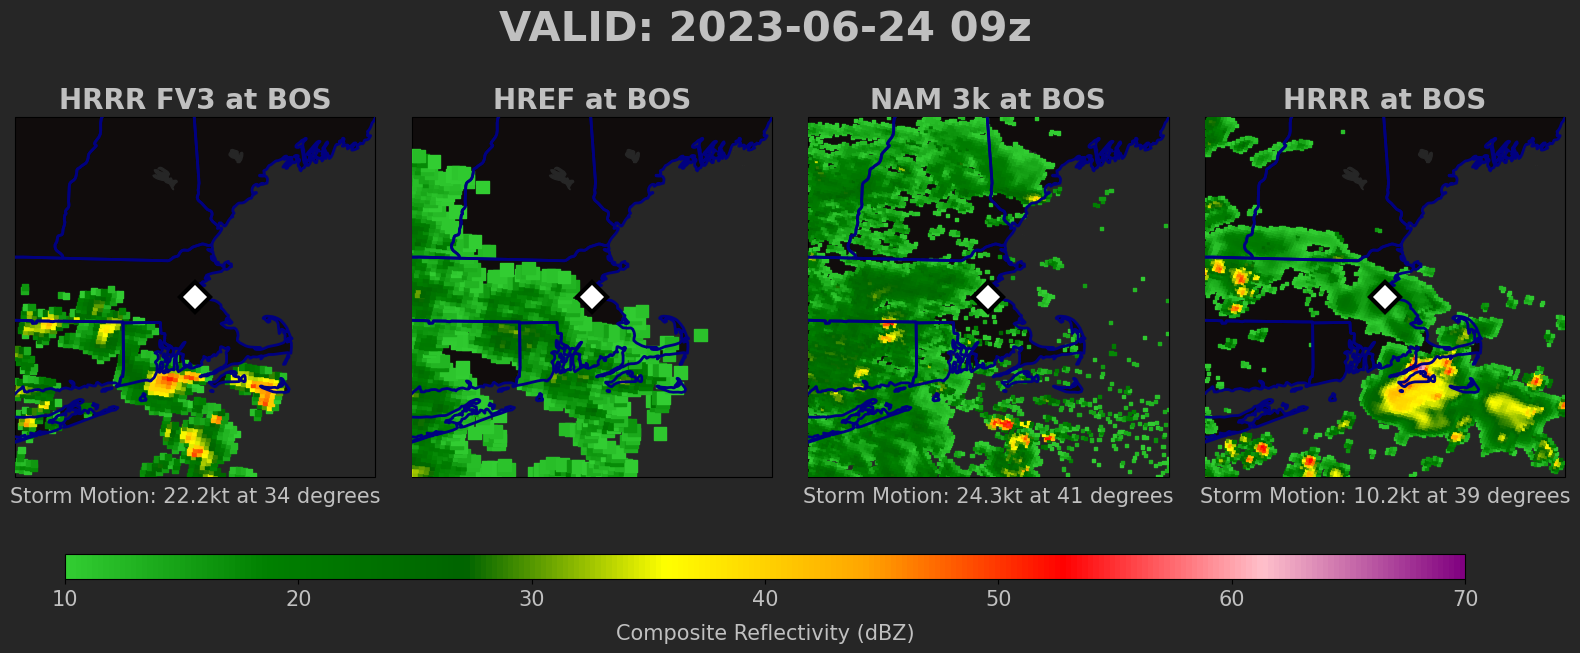 VALID: 2023-06-24 09z
HRRR FV3 at BOS
HREF at BOS
NAM 3k at BOS
HRRR at BOS
Storm Motion: 22.2kt at 34 degrees
Storm Motion: 24.3kt at 41 degrees
Storm Motion: 10.2kt at 39 degrees
10 20 30 40 50 60 70
Composite Reflectivity (dBZ)